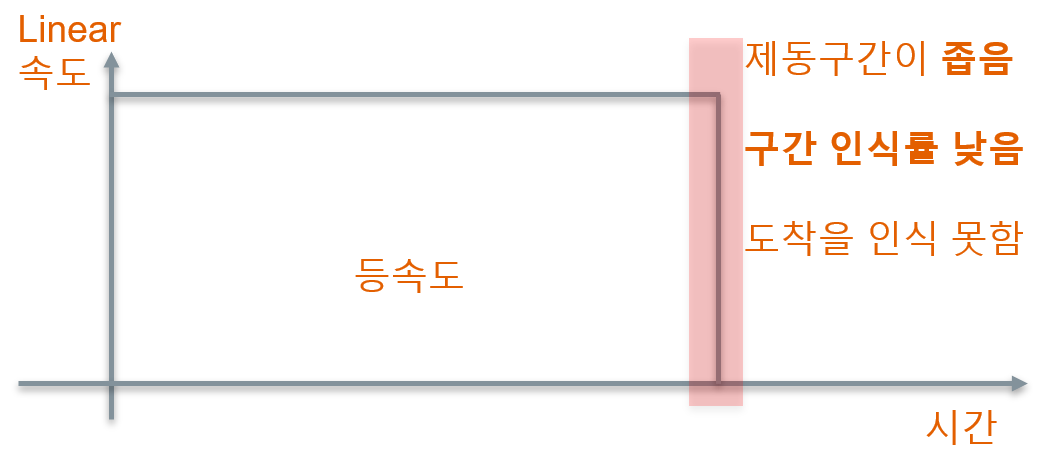 Linear
속도
제동구간이 좁음
구간 인식률 낮음
도착을 인식 못함
등속도
시간